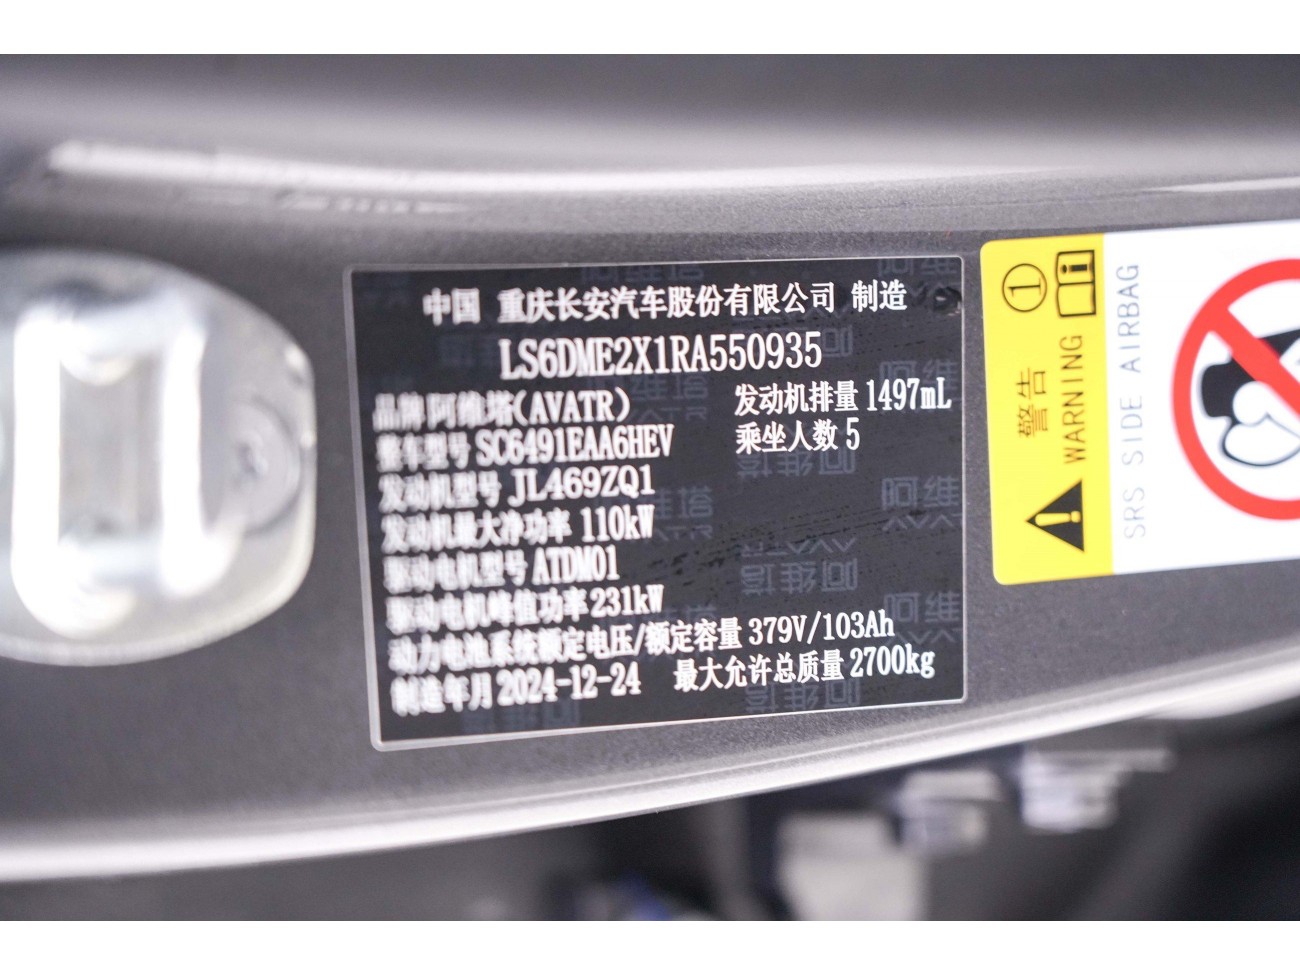 中国 重庆长安汽车股份有限公司 制造
LS6DME2X1RA550935
品牌 阿维塔(AVATR) 发动机排量 1497mL
整车型号 SC6491EAA6HEV 乘坐人数 5
发动机型号 JL469ZQ1
发动机最大净功率 110kW
驱动电机型号 ATDM01
驱动电机峰值功率 231kW
动力电池系统额定电压/额定容量 379V/103Ah
制造年月 2024-12-24 最大允许总质量 2700kg
① i
警告 WARNING
SRS SIDE AIRBAG